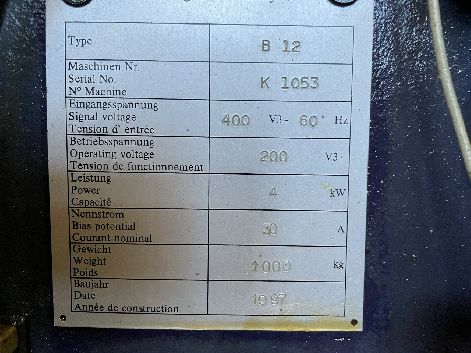 Type B 12
Maschinen Nr.
Serial No. K 1053
Nº Machine
Eingangsspannung
Signal voltage 400 V3~ 60 Hz
Tension d' entrée
Betriebsspannung
Operating voltage 200 V3~
Tension de fonctionnement
Leistung
Power 4 kW
Capacité
Nennstrom
Bias potential 30 A
Courant nominal
Gewicht
Weight 1000 kg
Poids
Baujahr
Date 1997
Année de construction